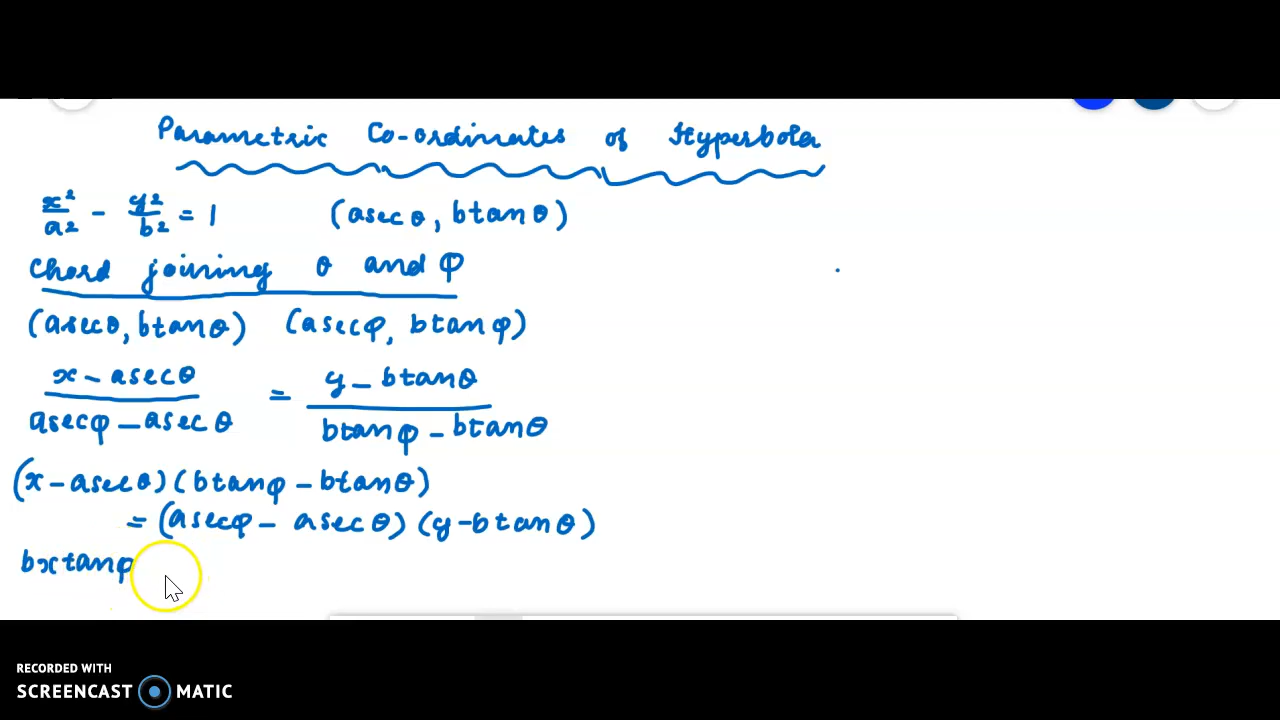 Parametric Co-ordinates of Hyperbola
x²/a² - y²/b² = 1 (asecθ, btanθ)
Chord joining θ and φ
(asecθ, btanθ) (asecφ, btanφ)
x - asecθ / asecφ - asecθ = y - btanθ / btanφ - btanθ
(x - asecθ)(btanφ - btanθ)
= (asecφ - asecθ)(y - btanθ)
bxtanφ
RECORDED WITH
SCREENCAST MATIC